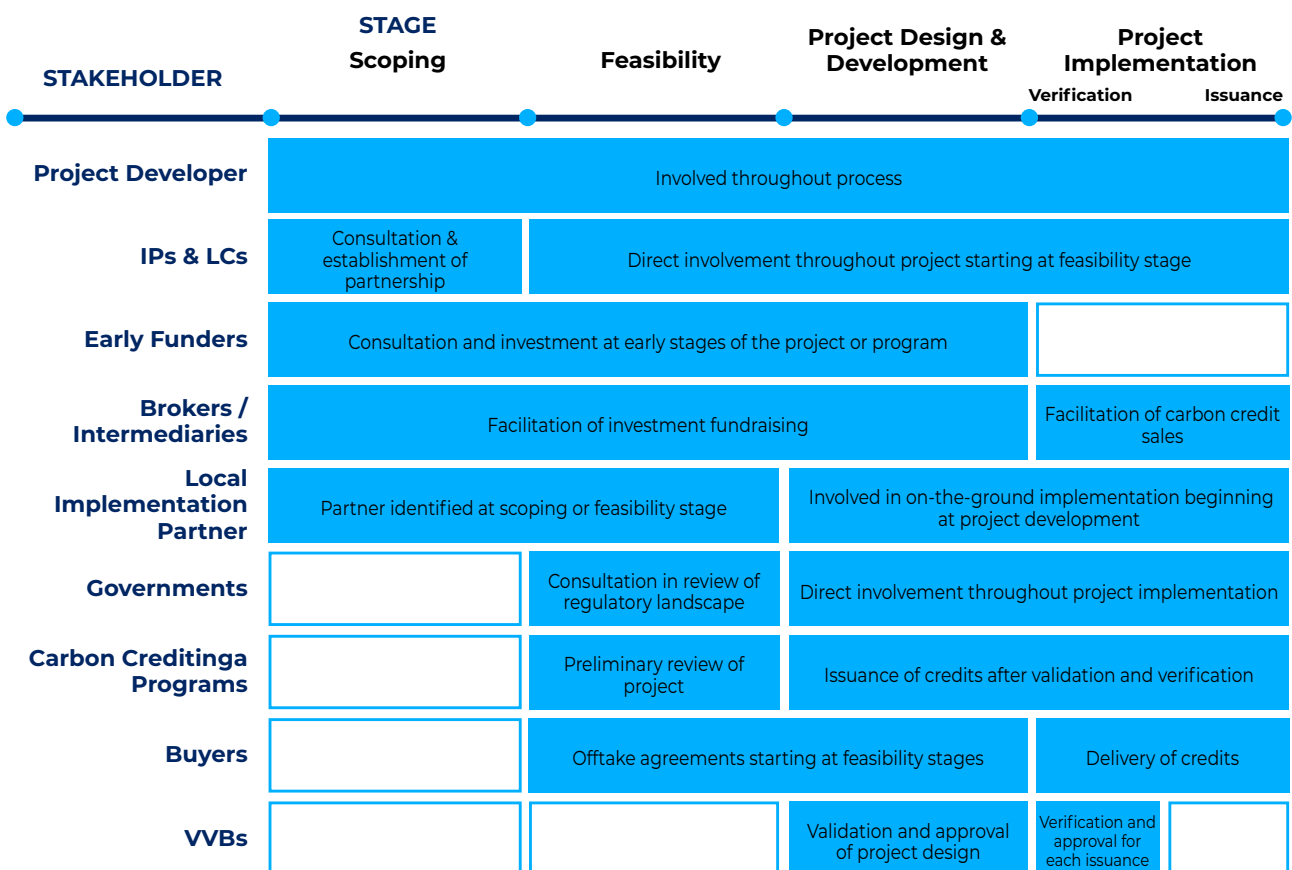 STAGE
STAKEHOLDER
Scoping
Feasibility
Project Design &
Development
Project
Implementation
Verification
Issuance
Project Developer
Involved throughout process
IPs & LCs
Consultation &
establishment of
partnership
Direct involvement throughout project starting at feasibility stage
Early Funders
Consultation and investment at early stages of the project or program
Brokers /
Intermediaries
Facilitation of investment fundraising
Facilitation of carbon credit
sales
Local
Implementation
Partner
Partner identified at scoping or feasibility stage
Involved in on-the-ground implementation beginning
at project development
Governments
Consultation in review of
regulatory landscape
Direct involvement throughout project implementation
Carbon Creditinga
Programs
Preliminary review of
project
Issuance of credits after validation and verification
Buyers
Offtake agreements starting at feasibility stages
Delivery of credits
VVBs
Validation and approval
of project design
Verification and
approval for
each issuance